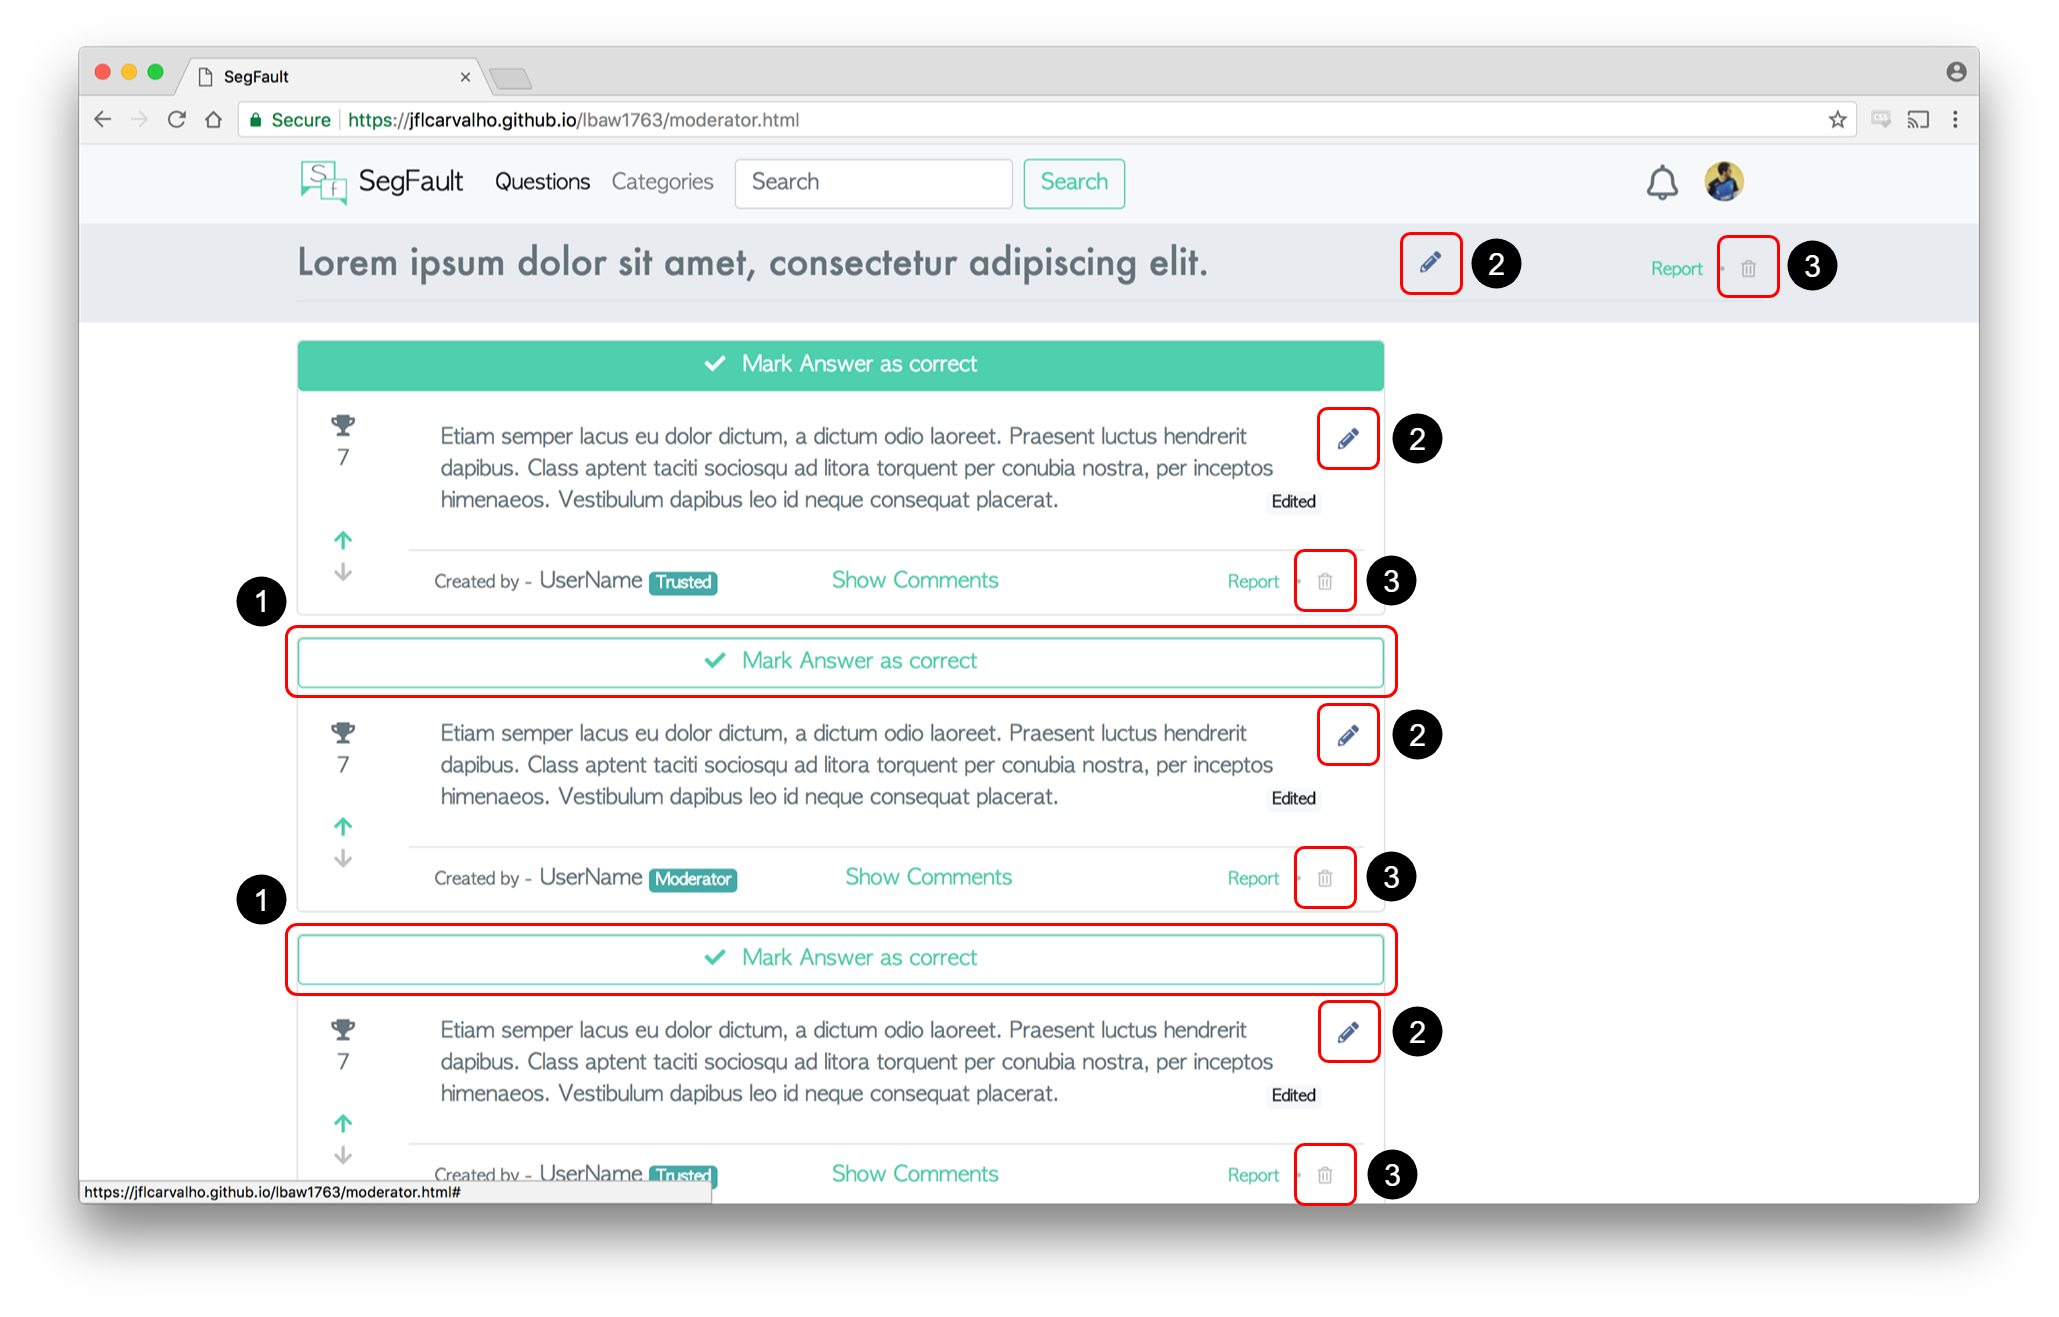 SegFault
Secure https://jflcarvalho.github.io/lbaw1763/moderator.html
CSS
Sf SegFault Questions Categories Search Search
Lorem ipsum dolor sit amet, consectetur adipiscing elit. 2 Report 3
Mark Answer as correct
7
Etiam semper lacus eu dolor dictum, a dictum odio laoreet. Praesent luctus hendrerit
dapibus. Class aptent taciti sociosqu ad litora torquent per conubia nostra, per inceptos
himenaeos. Vestibulum dapibus leo id neque consequat placerat.
2
Edited
Created by - UserName Trusted Show Comments Report 3
1
Mark Answer as correct
7
Etiam semper lacus eu dolor dictum, a dictum odio laoreet. Praesent luctus hendrerit
dapibus. Class aptent taciti sociosqu ad litora torquent per conubia nostra, per inceptos
himenaeos. Vestibulum dapibus leo id neque consequat placerat.
2
Edited
Created by - UserName Moderator Show Comments Report 3
1
Mark Answer as correct
7
Etiam semper lacus eu dolor dictum, a dictum odio laoreet. Praesent luctus hendrerit
dapibus. Class aptent taciti sociosqu ad litora torquent per conubia nostra, per inceptos
himenaeos. Vestibulum dapibus leo id neque consequat placerat.
2
Edited
Created by - UserName Trusted Show Comments Report 3
https://jflcarvalho.github.io/lbaw1763/moderator.html#